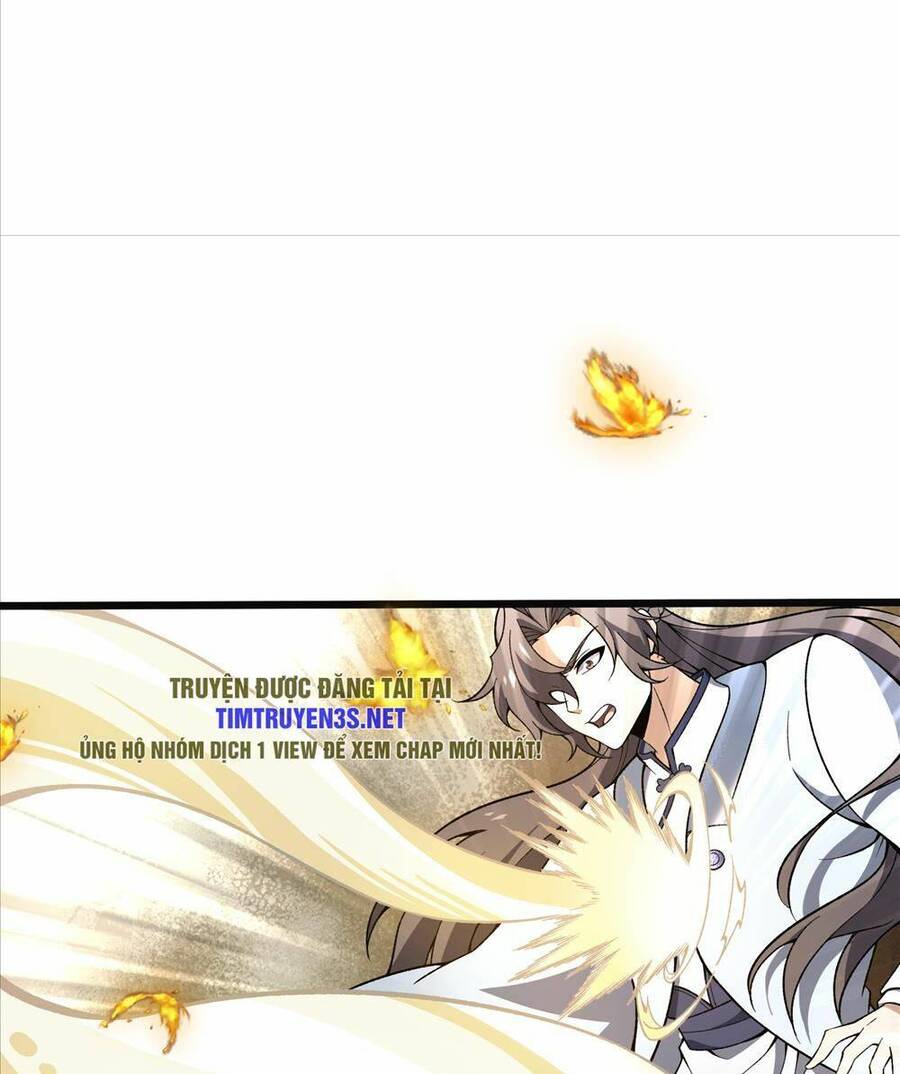 TRUYỆN ĐƯỢC ĐĂNG TẢI TẠI
TIMTRUYEN3S.NET
ỦNG HỘ NHÓM DỊCH 1 VIEW ĐỂ XEM CHAP MỚI NHẤT!